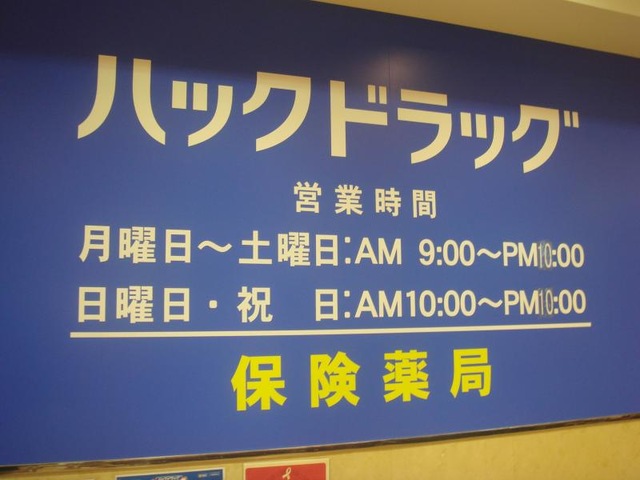 ハックドラッグ
営業時間
月曜日～土曜日:AM 9:00～PM10:00
日曜日・祝　日:AM10:00～PM10:00
保険薬局